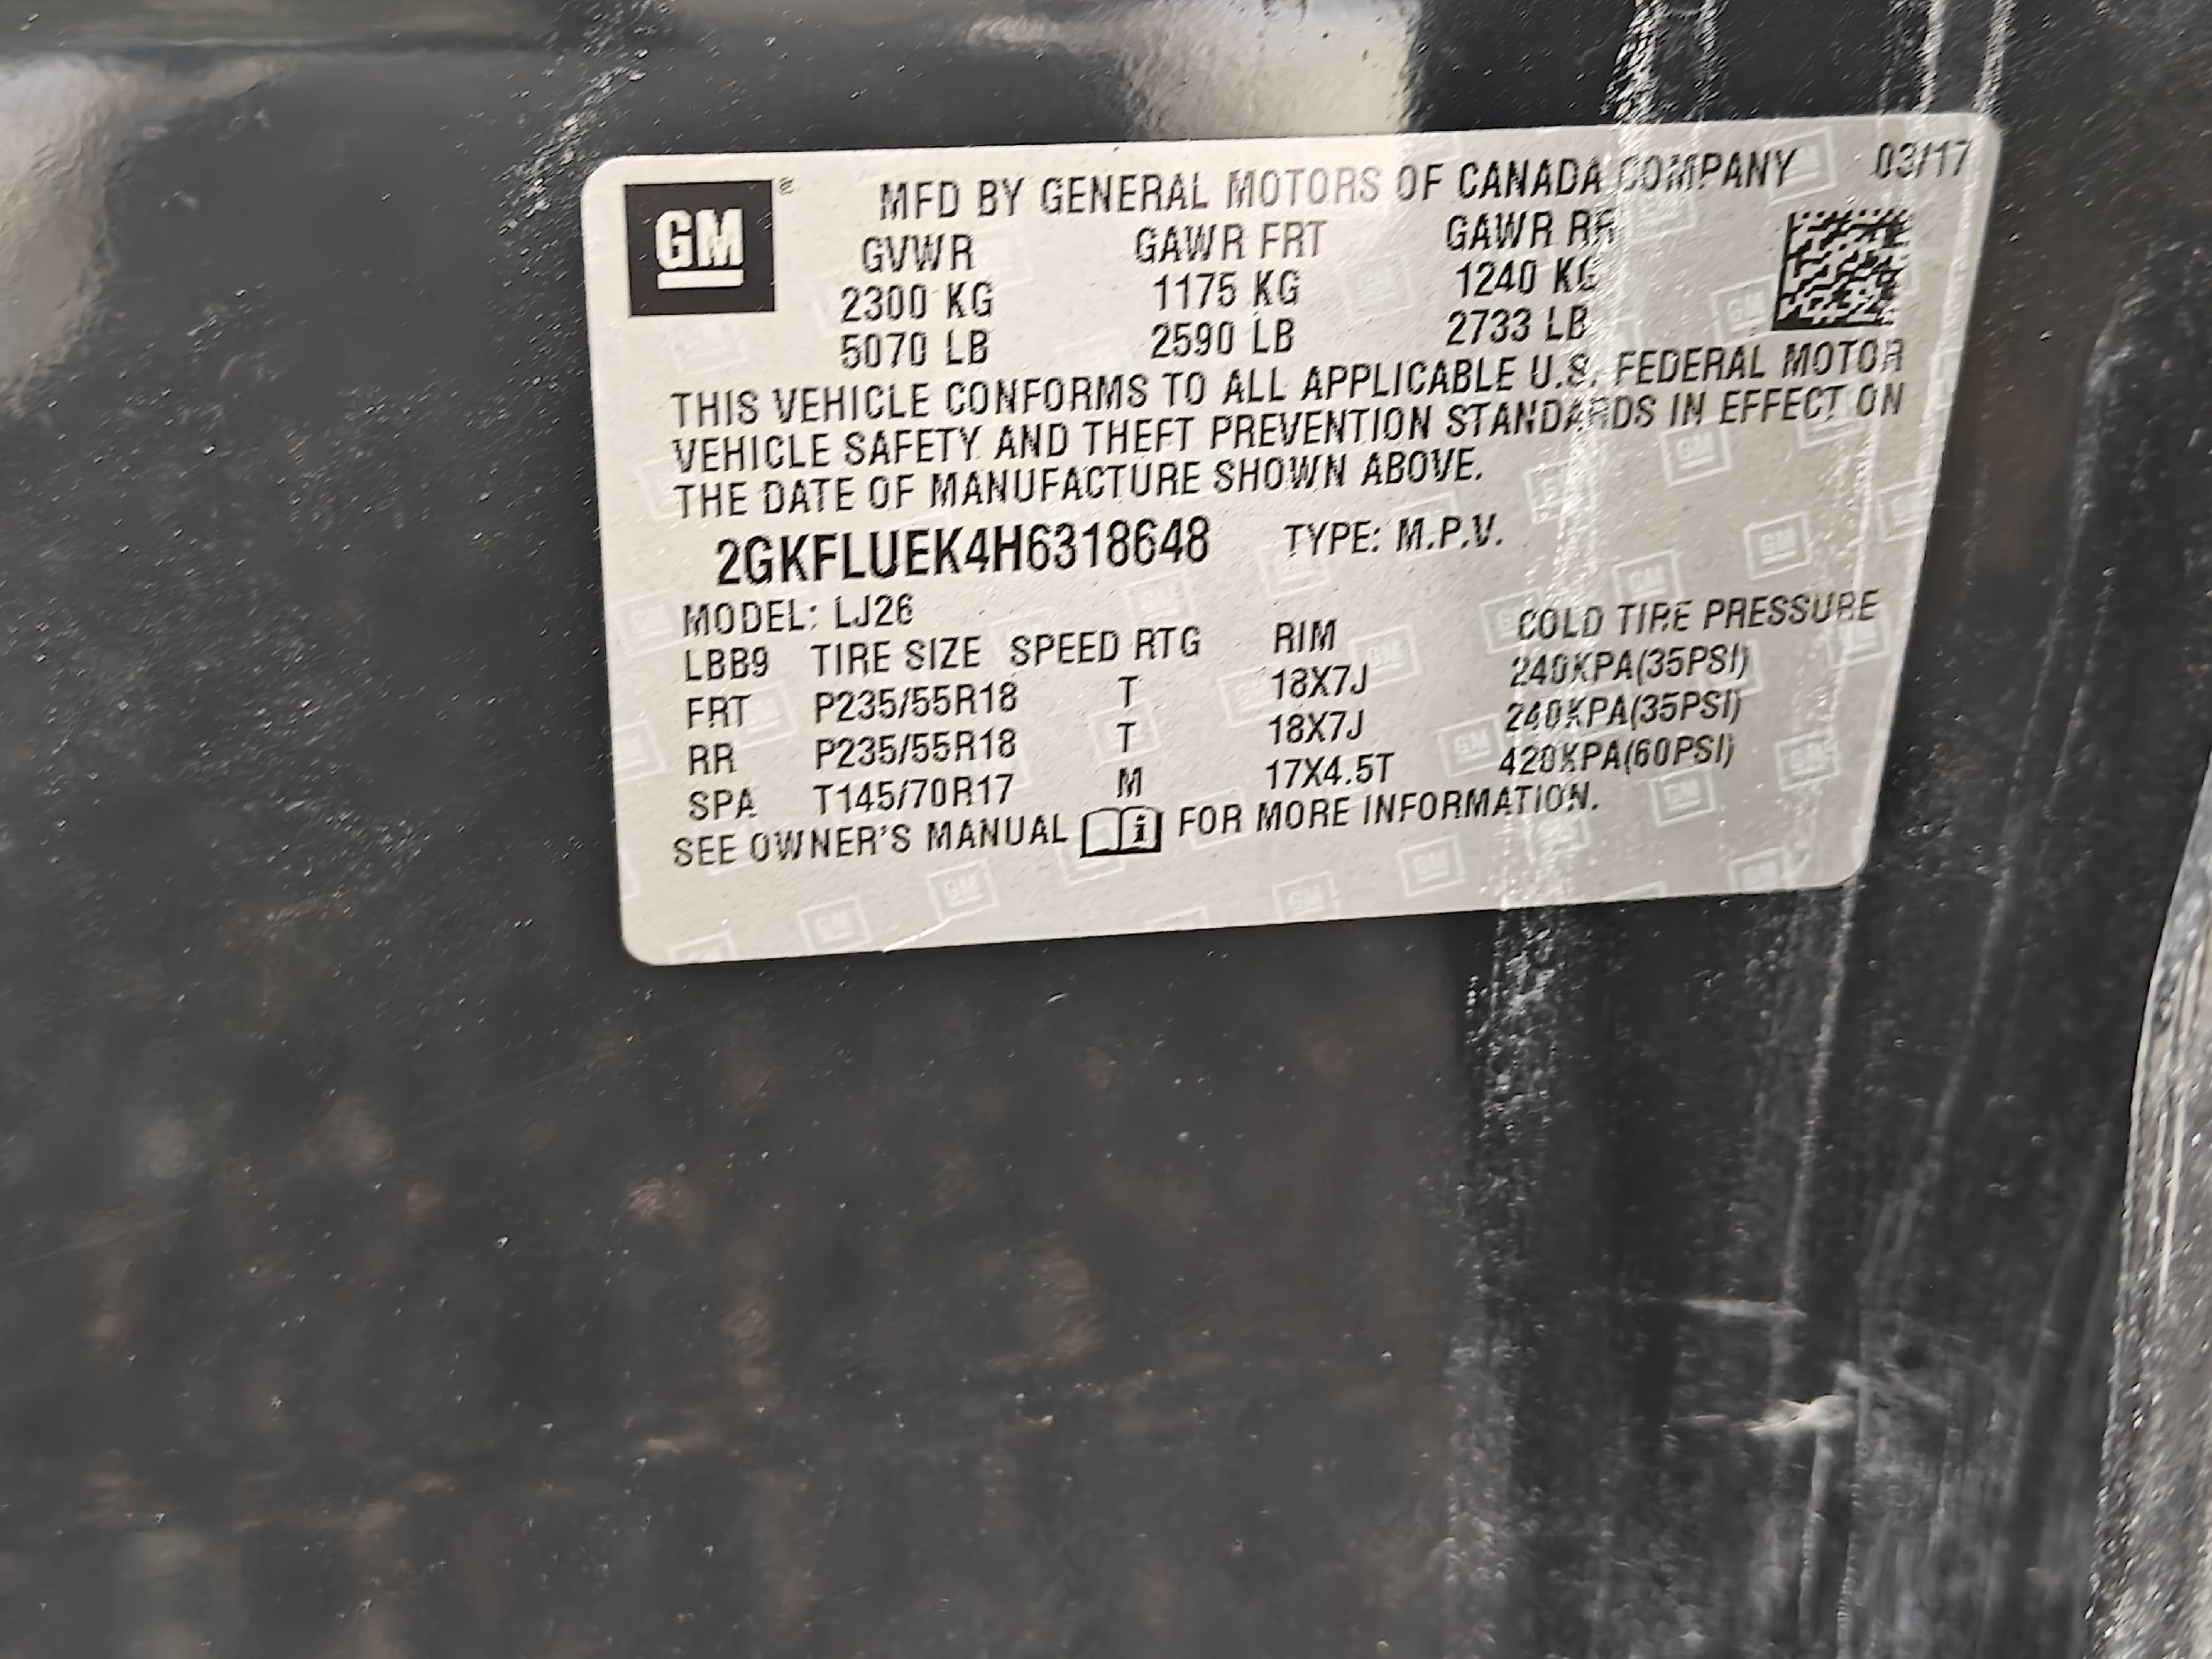 GM ® MFD BY GENERAL MOTORS OF CANADA COMPANY 03/17
GVWR GAWR FRT GAWR RR
2300 KG 1175 KG 1240 KG
5070 LB 2590 LB 2733 LB
THIS VEHICLE CONFORMS TO ALL APPLICABLE U.S. FEDERAL MOTOR
VEHICLE SAFETY AND THEFT PREVENTION STANDARDS IN EFFECT ON
THE DATE OF MANUFACTURE SHOWN ABOVE.
2GKFLUEK4H6318648 TYPE: M.P.V.
MODEL: LJ26
LBB9 TIRE SIZE SPEED RTG RIM COLD TIRE PRESSURE
FRT P235/55R18 T 18X7J 240KPA(35PSI)
RR P235/55R18 T 18X7J 240KPA(35PSI)
SPA T145/70R17 M 17X4.5T 420KPA(60PSI)
SEE OWNER'S MANUAL i FOR MORE INFORMATION.